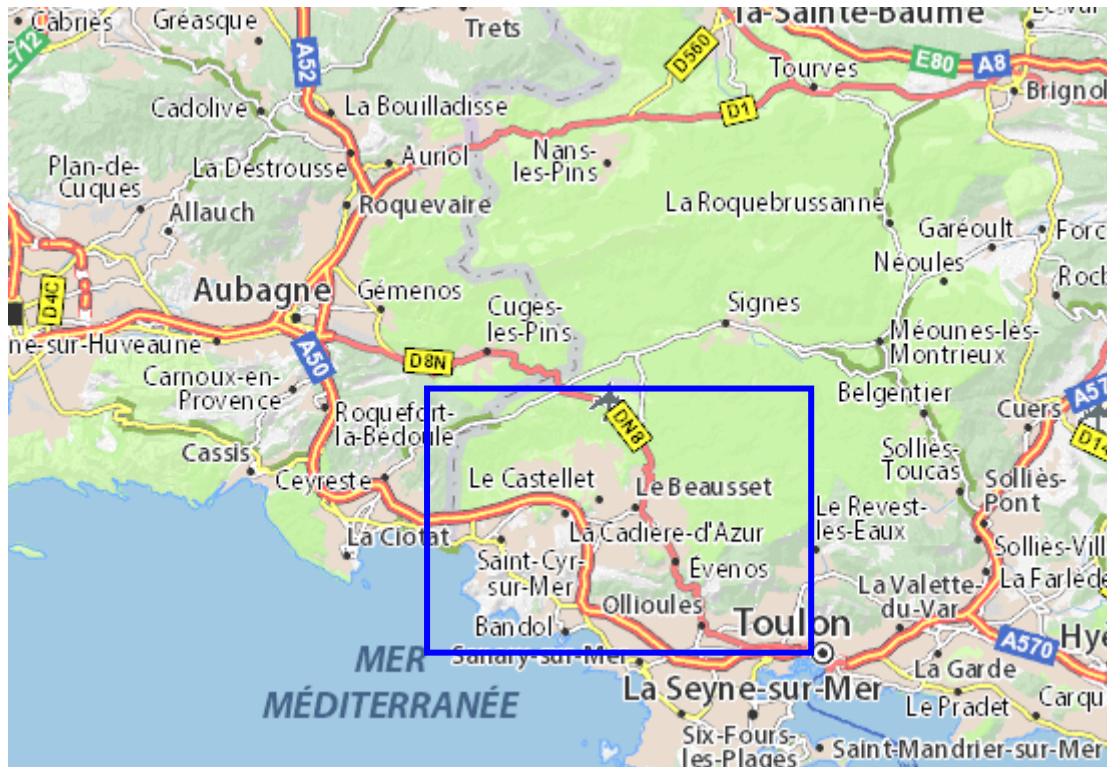 Cabries
Gréasque
Trets
la-Sainte-Baume
E712
A52
D560
Tourves
E80
A8
Brignol
Cadolive
La Bouilladisse
D1
Plan-de-
Cuques
La Destrousse
Auriol
Nans-
les-Pins
Allauch
Roquevaire
La Roquebrussanne
Garéoult
Forc
Néoules
Rocb
Aubagne
Gémenos
Cuges-
les-Pins
Signes
D4C
ne-sur-Huveaune
A50
D8N
Méounes-lès-
Montrieux
Carnoux-en-
Provence
Belgentier
A57
Roquefort-
la-Bédoule
DN8
Cuers
D14
Cassis
Solliès-
Toucas
Ceyreste
Le Castellet
Le Beausset
Solliès-
Pont
Le Revest-
les-Eaux
La Ciotat
La Cadière-d'Azur
Solliès-Vill
Saint-Cyr-
sur-Mer
Évenos
La Valette-
du-Var
La Farlède
Ollioules
Bandol
Toulon
A570
Hye
MER
MÉDITERRANÉE
Sanary-sur-Mer
La Garde
La Seyne-sur-Mer
Le Pradet
Carqu
Six-Fours-
les-Plages
Saint-Mandrier-sur-Mer